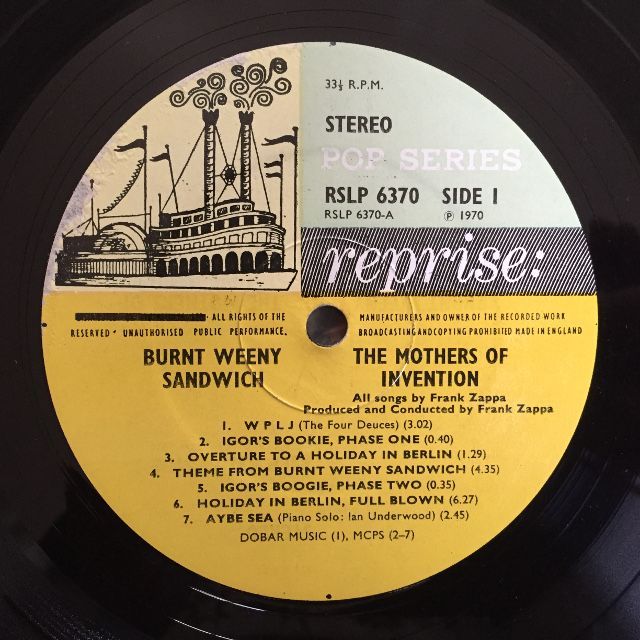 33⅓ R.P.M.
STEREO
POP SERIES
RSLP 6370 SIDE 1
RSLP 6370-A ℗ 1970
reprise:
ALL RIGHTS OF THE MANUFACTURERS AND OWNER OF THE RECORDED WORK
RESERVED · UNAUTHORISED PUBLIC PERFORMANCE, BROADCASTING AND COPYING PROHIBITED MADE IN ENGLAND
BURNT WEENY
SANDWICH
THE MOTHERS OF
INVENTION
All songs by Frank Zappa
Produced and Conducted by Frank Zappa
1. W P L J (The Four Deuces) (3.02)
2. IGOR'S BOOKIE, PHASE ONE (0.40)
3. OVERTURE TO A HOLIDAY IN BERLIN (1.29)
4. THEME FROM BURNT WEENY SANDWICH (4.35)
5. IGOR'S BOOGIE, PHASE TWO (0.35)
6. HOLIDAY IN BERLIN, FULL BLOWN (6.27)
7. AYBE SEA (Piano Solo: Ian Underwood) (2.45)
DOBAR MUSIC (1), MCPS (2–7)